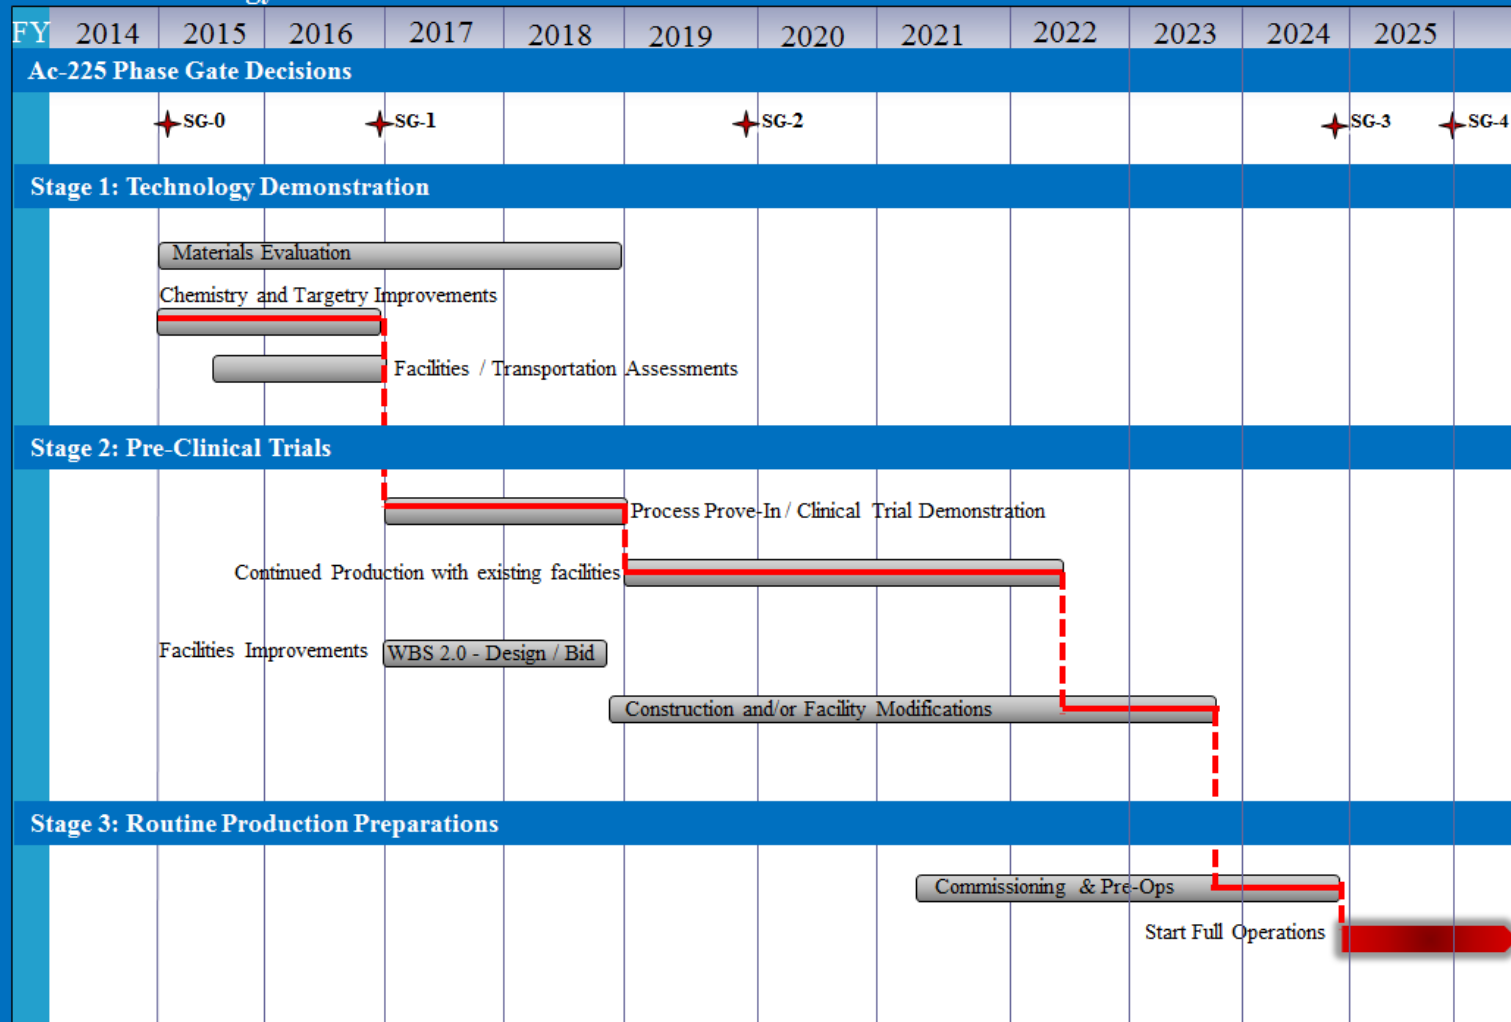 FY 2014 2015 2016 2017 2018 2019 2020 2021 2022 2023 2024 2025
Ac-225 Phase Gate Decisions
SG-0 SG-1 SG-2 SG-3 SG-4
Stage 1: Technology Demonstration
Materials Evaluation
Chemistry and Targetry Improvements
Facilities / Transportation Assessments
Stage 2: Pre-Clinical Trials
Process Prove-In / Clinical Trial Demonstration
Continued Production with existing facilities
Facilities Improvements WBS 2.0 - Design / Bid
Construction and/or Facility Modifications
Stage 3: Routine Production Preparations
Commissioning & Pre-Ops
Start Full Operations